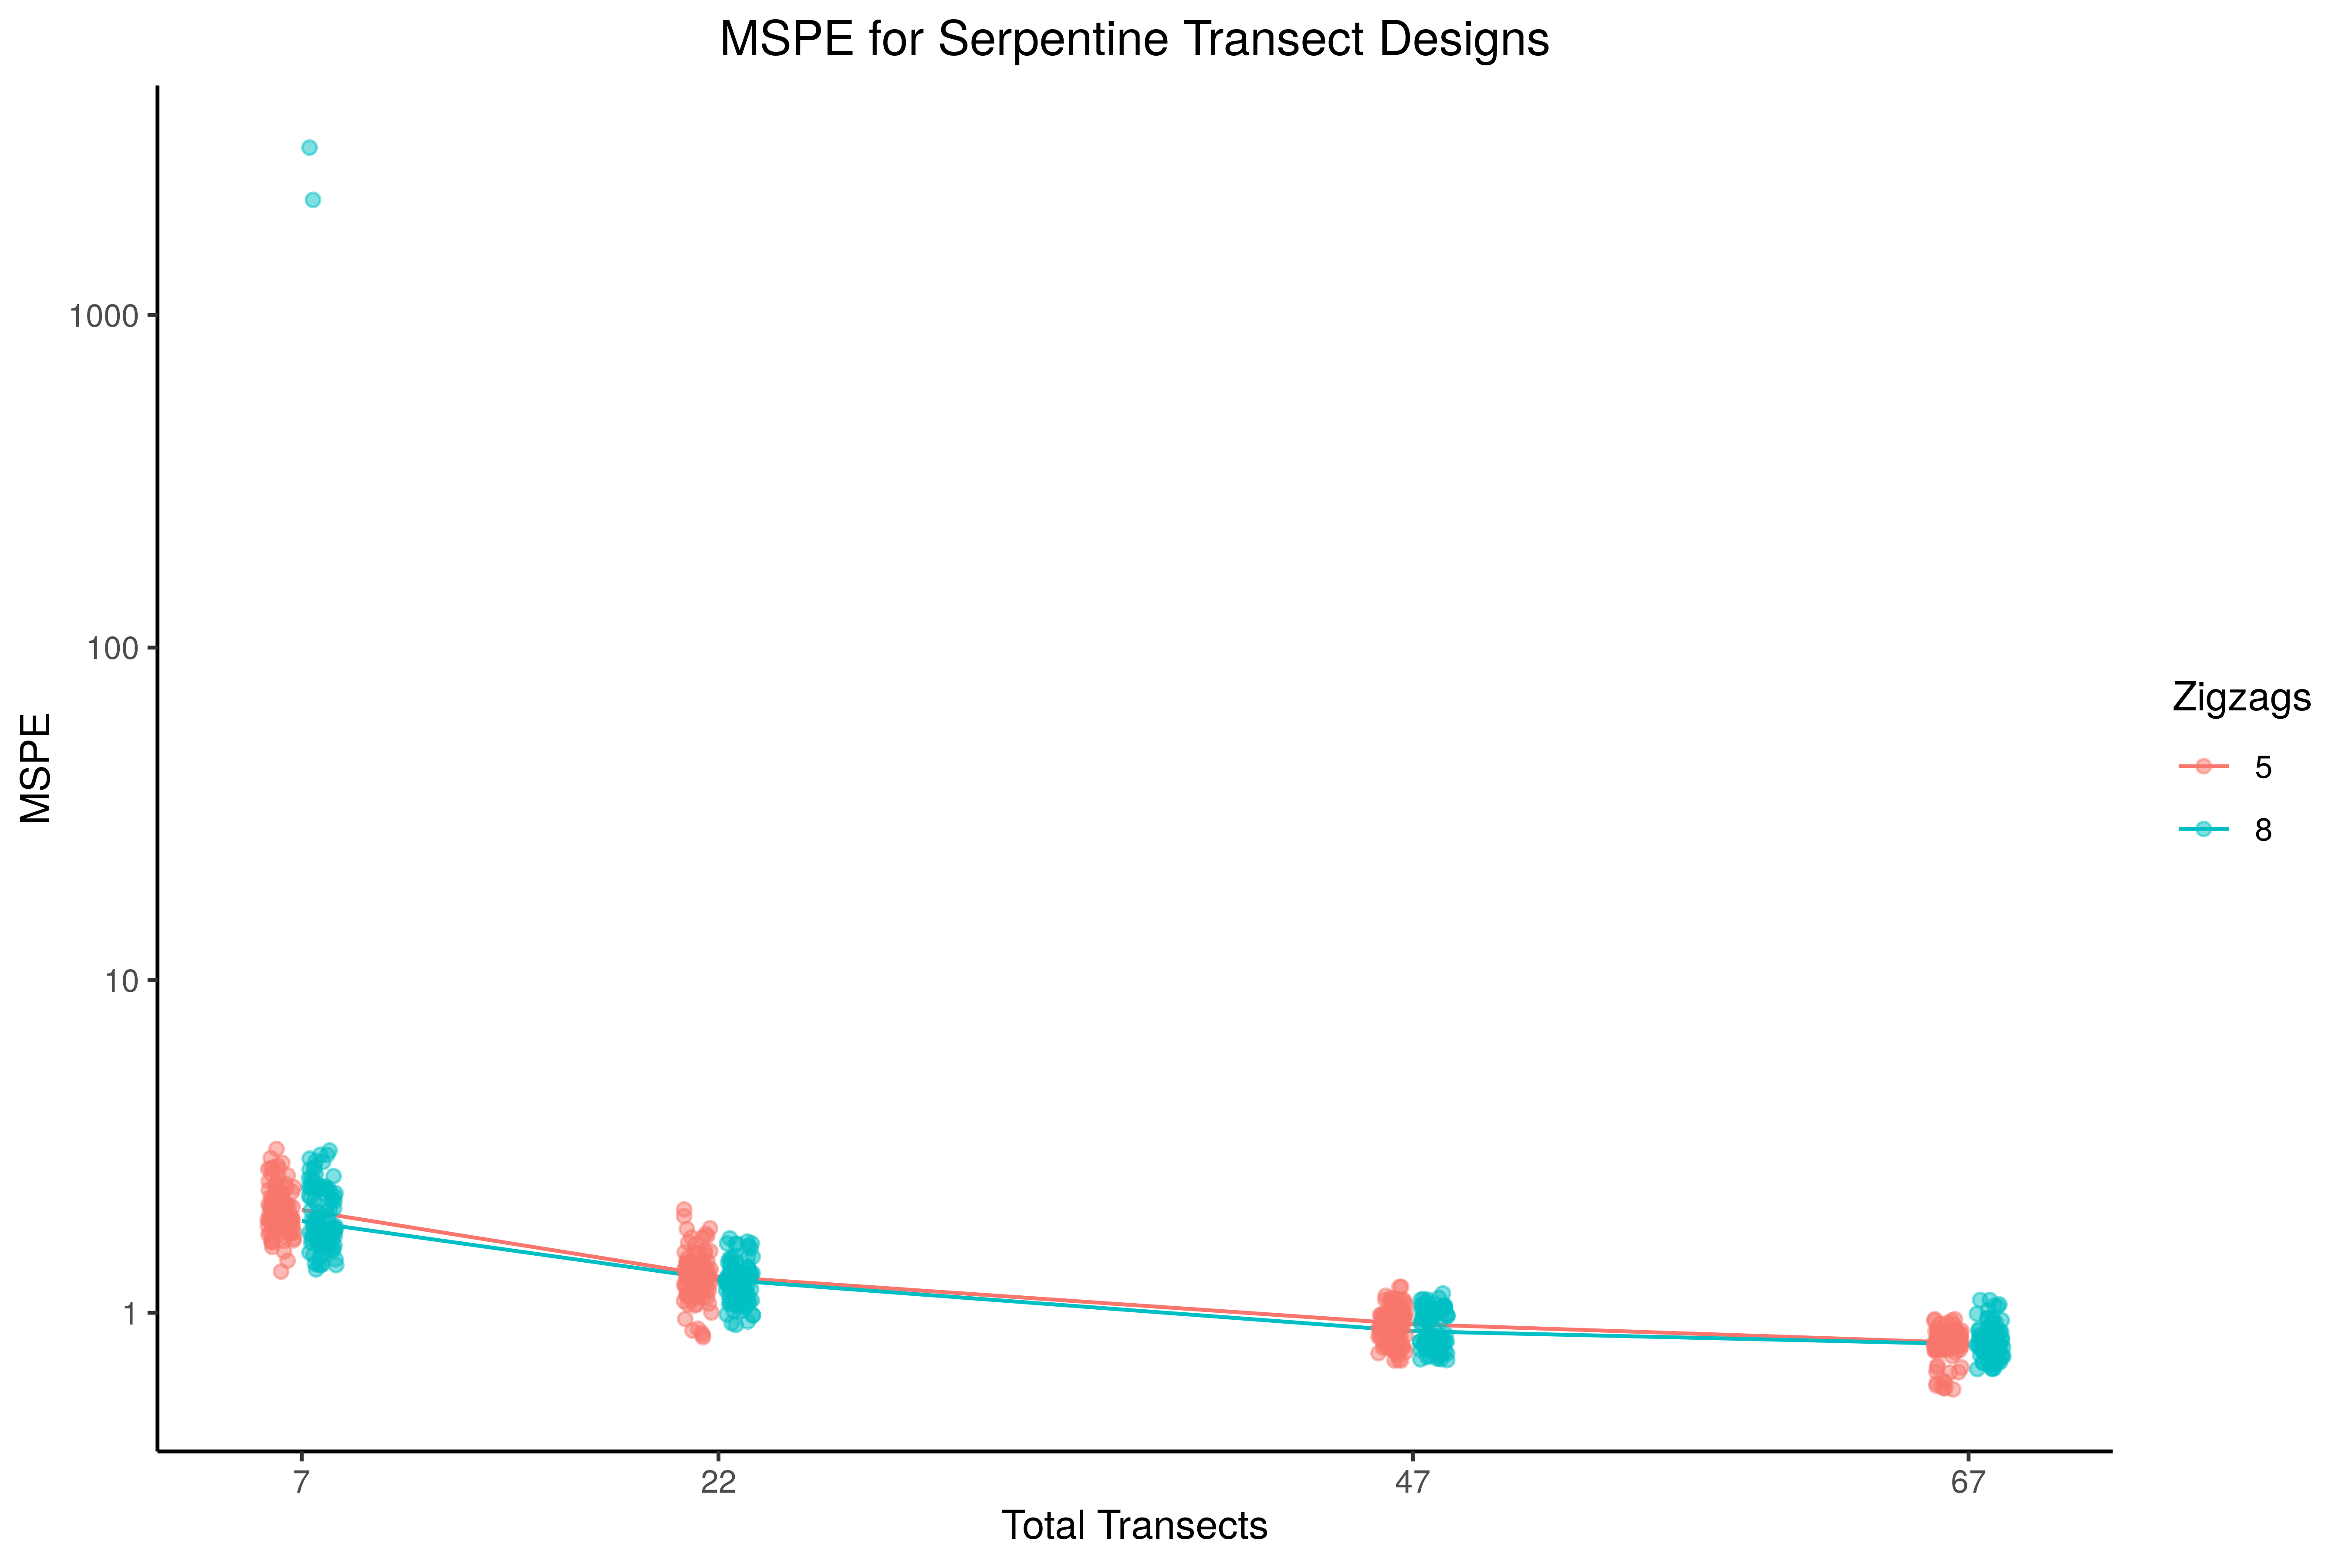 MSPE for Serpentine Transect Designs
MSPE
1000
100
10
1
7
22
47
67
Total Transects
Zigzags
5
8